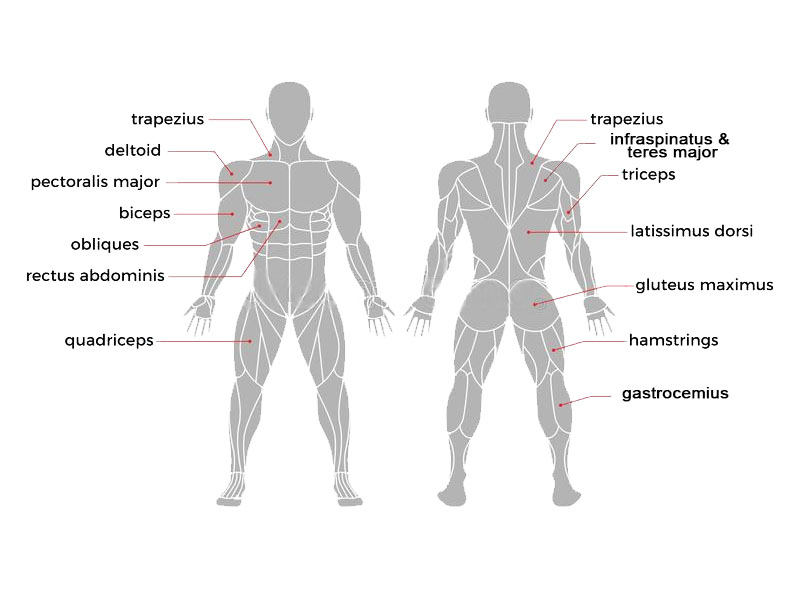 trapezius
deltoid
pectoralis major
biceps
obliques
rectus abdominis
quadriceps
trapezius
infraspinatus &
teres major
triceps
latissimus dorsi
gluteus maximus
hamstrings
gastrocemius